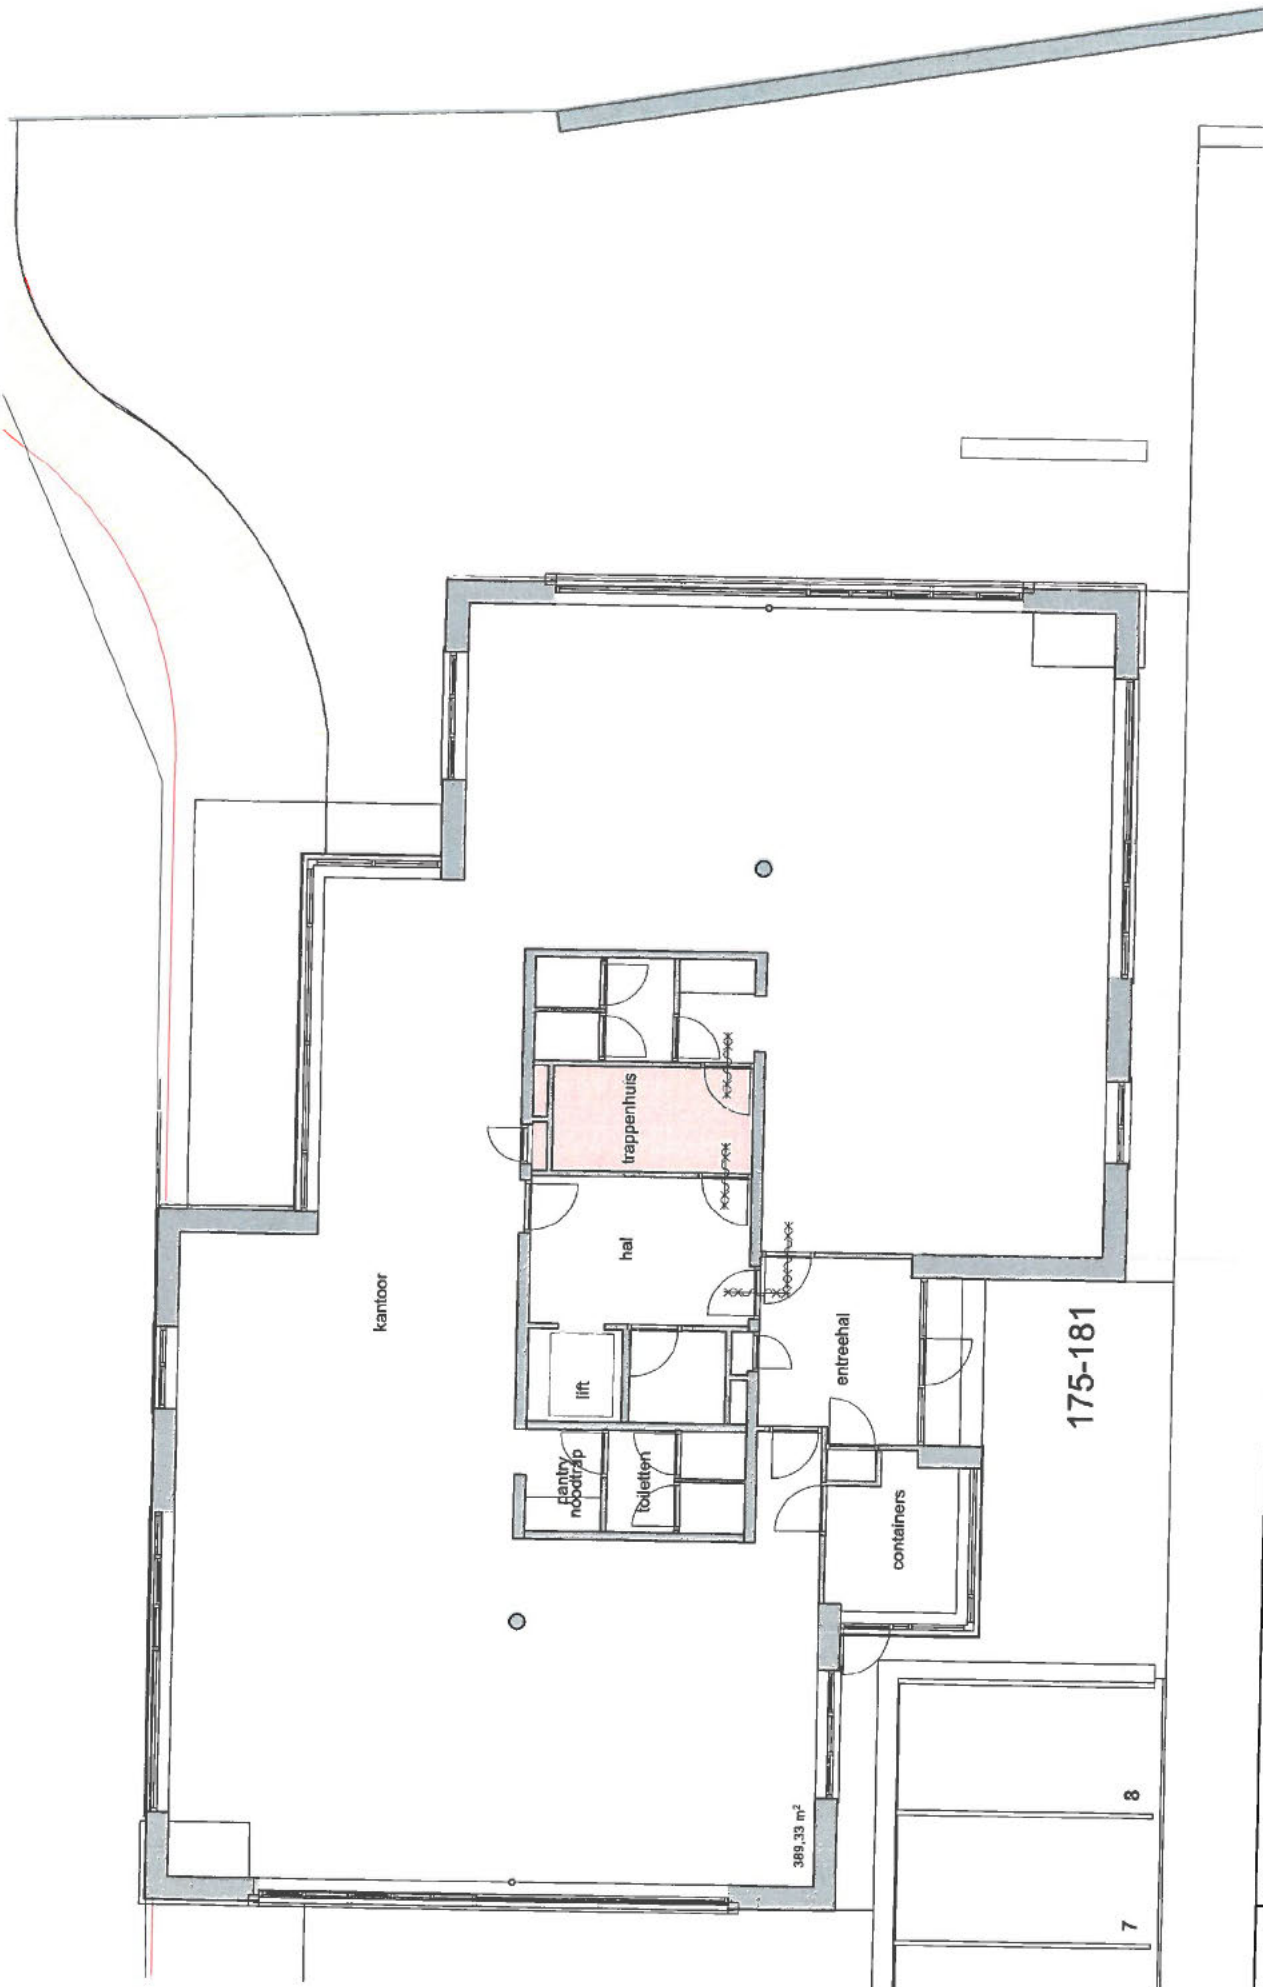 kantoor
trappenhuis
hal
lift
pantry
noodtrap
toiletten
entreehal
containers
175-181
389,33 m²
8
7